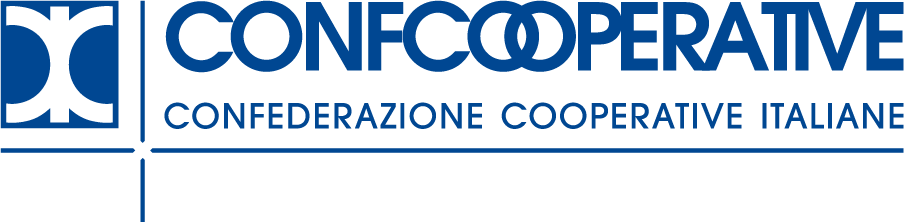 CONFCOOPERATIVE
CONFEDERAZIONE COOPERATIVE ITALIANE